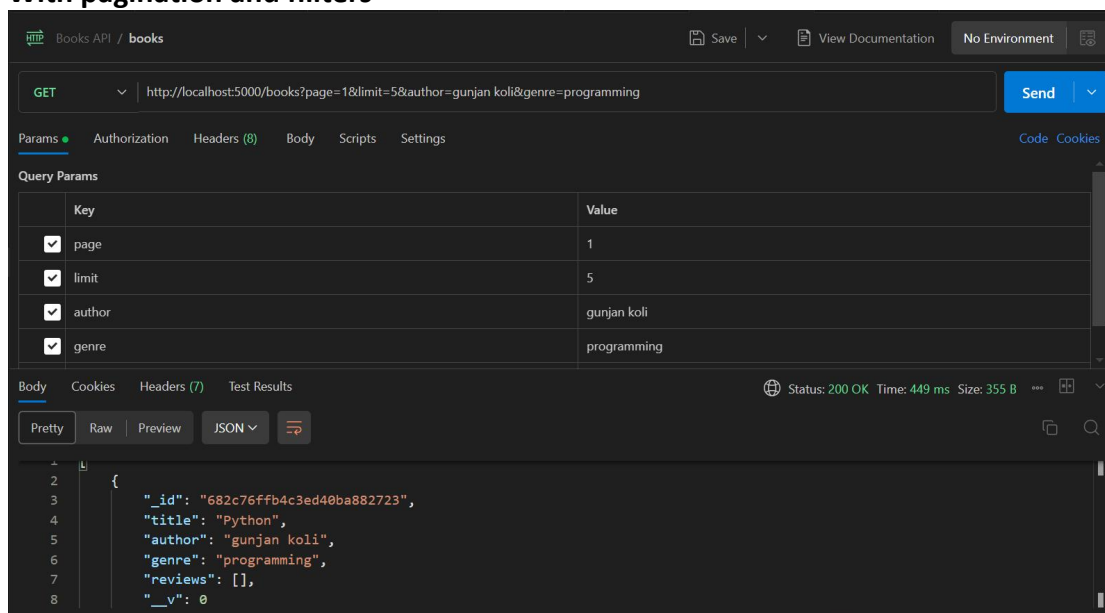 With pagination and filters
HTTP Books API / books Save View Documentation No Environment
GET http://localhost:5000/books?page=1&limit=5&author=gunjan koli&genre=programming Send
Params Authorization Headers (8) Body Scripts Settings Code Cookies
Query Params
Key Value
page 1
limit 5
author gunjan koli
genre programming
Body Cookies Headers (7) Test Results Status: 200 OK Time: 449 ms Size: 355 B
Pretty Raw Preview JSON
1 [
2 {
3 "_id": "682c76ffb4c3ed40ba882723",
4 "title": "Python",
5 "author": "gunjan koli",
6 "genre": "programming",
7 "reviews": [],
8 "__v": 0